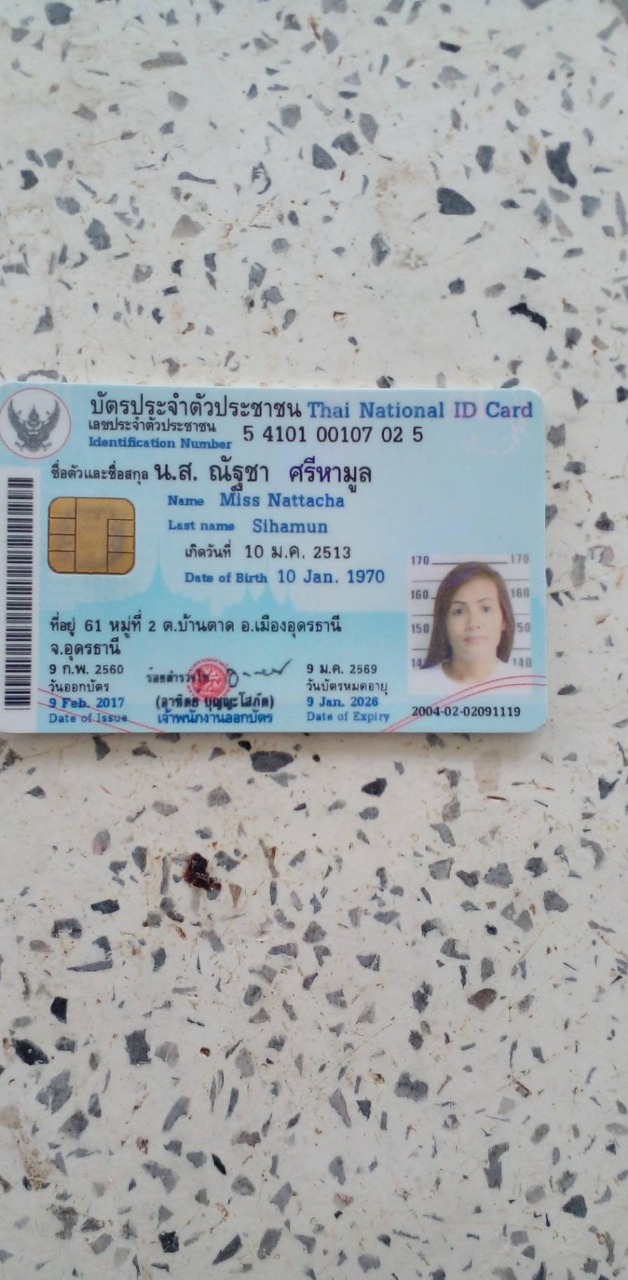 บัตรประจำตัวประชาชน Thai National ID Card
เลขประจำตัวประชาชน
Identification Number 5 4101 00107 02 5
ชื่อตัวและชื่อสกุล น.ส. ณัฐชา ศรีหามูล
Name Miss Nattacha
Last name Sihamun
เกิดวันที่ 10 ม.ค. 2513
Date of Birth 10 Jan. 1970
ที่อยู่ 61 หมู่ที่ 2 ต.บ้านตาด อ.เมืองอุดรธานี
จ.อุดรธานี
9 ก.พ. 2560
วันออกบัตร
9 Feb. 2017
Date of Issue
เจ้าพนักงานออกบัตร
9 ม.ค. 2569
วันบัตรหมดอายุ
9 Jan. 2026
Date of Expiry
170 170
160 160
150 150
140
2004-02-02091119